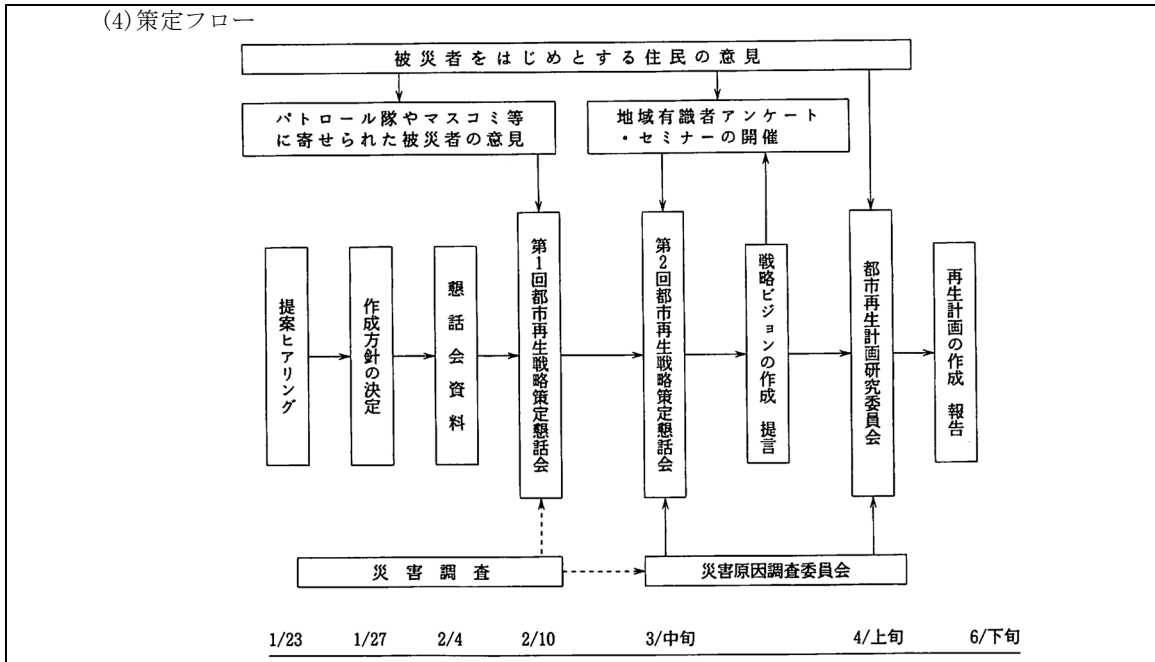 (4)策定フロー
被災者をはじめとする住民の意見
パトロール隊やマスコミ等
に寄せられた被災者の意見
地域有識者アンケート
・セミナーの開催
提案ヒアリング
作成方針の決定
懇話会資料
第1回都市再生戦略策定懇話会
第2回都市再生戦略策定懇話会
戦略ビジョンの作成 提言
都市再生計画研究委員会
再生計画の作成 報告
災害調査
災害原因調査委員会
1/23 1/27 2/4 2/10 3/中旬 4/上旬 6/下旬